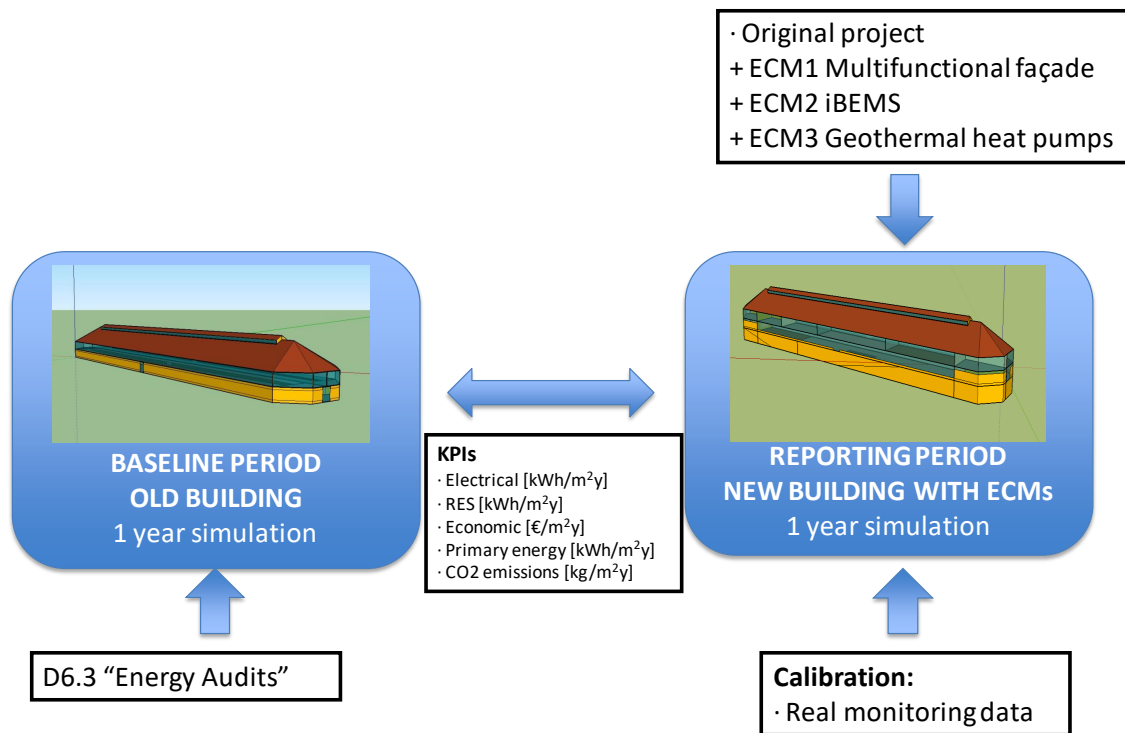 · Original project
+ ECM1 Multifunctional façade
+ ECM2 iBEMS
+ ECM3 Geothermal heat pumps
BASELINE PERIOD
OLD BUILDING
1 year simulation
KPIs
· Electrical [kWh/m²y]
· RES [kWh/m²y]
· Economic [€/m²y]
· Primary energy [kWh/m²y]
· CO2 emissions [kg/m²y]
REPORTING PERIOD
NEW BUILDING WITH ECMs
1 year simulation
D6.3 “Energy Audits”
Calibration:
· Real monitoring data